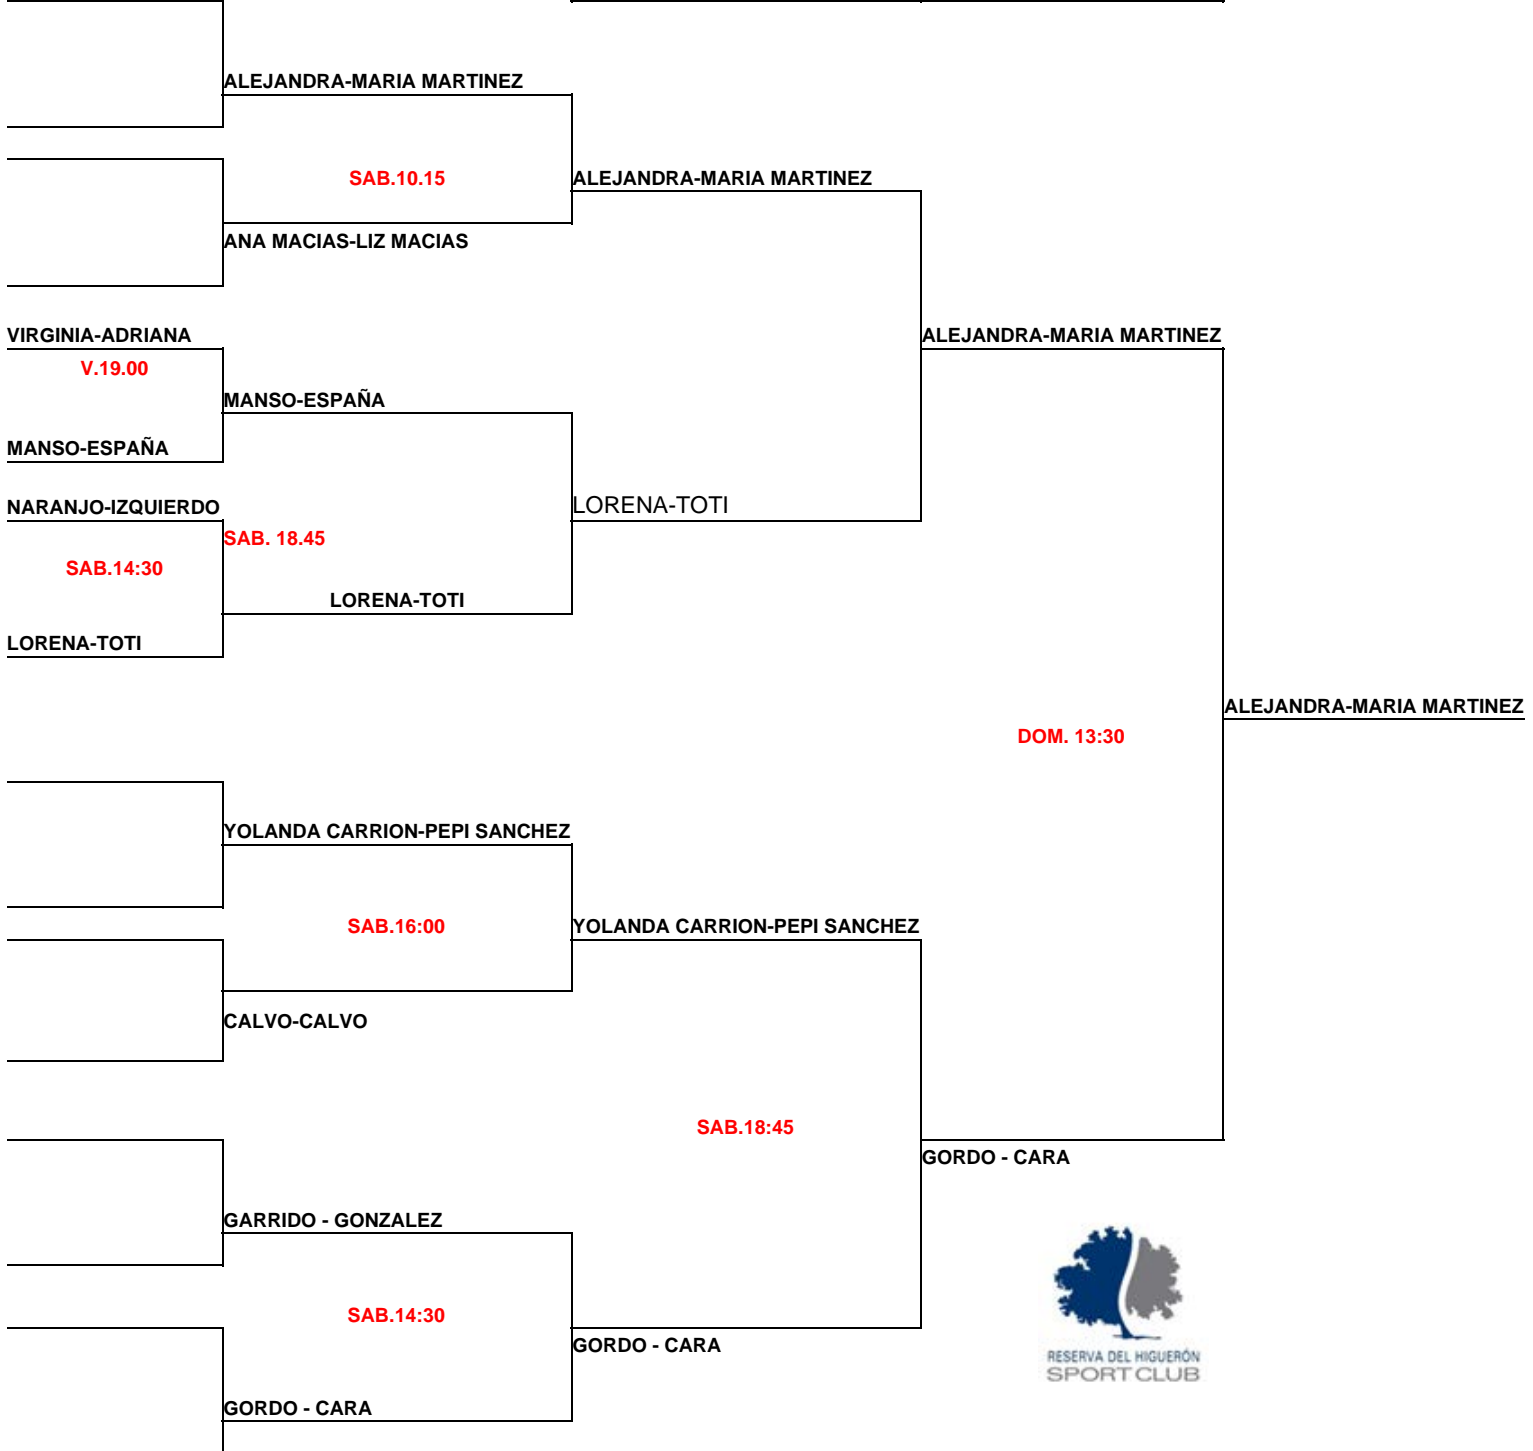 ALEJANDRA-MARIA MARTINEZ
SAB.10.15
ALEJANDRA-MARIA MARTINEZ
ANA MACIAS-LIZ MACIAS
VIRGINIA-ADRIANA
ALEJANDRA-MARIA MARTINEZ
V.19.00
MANSO-ESPAÑA
MANSO-ESPAÑA
NARANJO-IZQUIERDO
LORENA-TOTI
SAB. 18.45
SAB.14:30
LORENA-TOTI
LORENA-TOTI
ALEJANDRA-MARIA MARTINEZ
DOM. 13:30
YOLANDA CARRION-PEPI SANCHEZ
SAB.16:00
YOLANDA CARRION-PEPI SANCHEZ
CALVO-CALVO
SAB.18:45
GORDO - CARA
GARRIDO - GONZALEZ
SAB.14:30
GORDO - CARA
RESERVA DEL HIGUERÓN
SPORT CLUB
GORDO - CARA